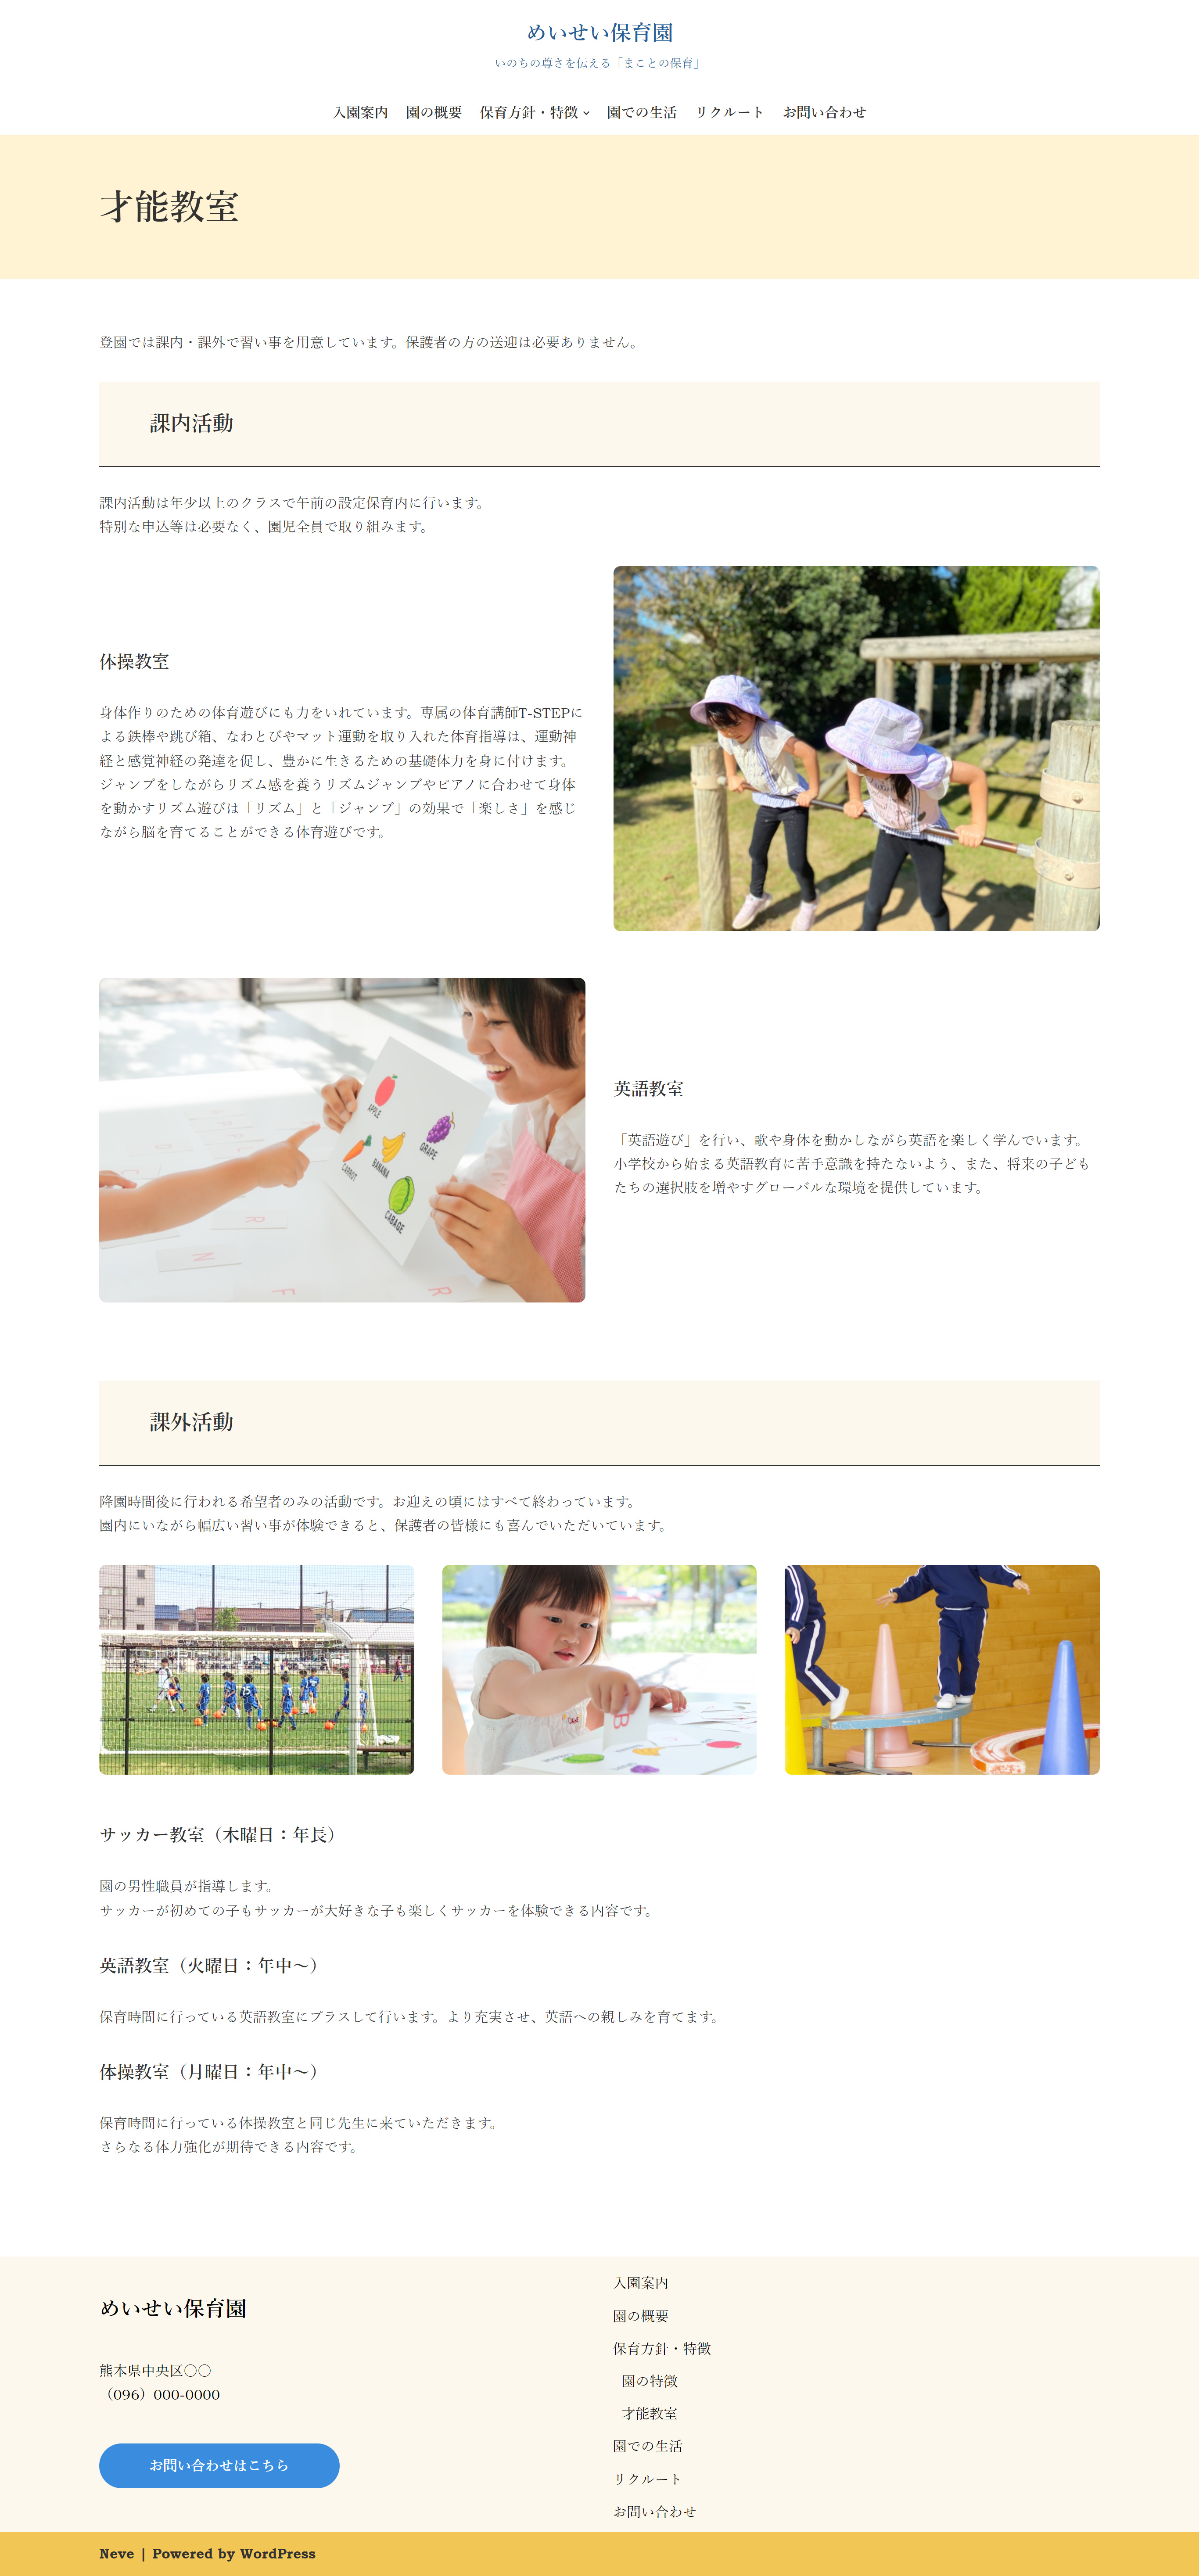 めいせい保育園
いのちの尊さを伝える「まことの保育」
入園案内 園の概要 保育方針・特徴 園での生活 リクルート お問い合わせ
才能教室
登園では課内・課外で習い事を用意しています。保護者の方の送迎は必要ありません。
課内活動
課内活動は年少以上のクラスで午前の設定保育内に行います。
特別な申込等は必要なく、園児全員で取り組みます。
体操教室
身体作りのための体育遊びにも力をいれています。専属の体育講師T-STEPに
よる鉄棒や跳び箱、なわとびやマット運動を取り入れた体育指導は、運動神
経と感覚神経の発達を促し、豊かに生きるための基礎体力を身に付けます。
ジャンプをしながらリズム感を養うリズムジャンプやピアノに合わせて身体
を動かすリズム遊びは「リズム」と「ジャンプ」の効果で「楽しさ」を感じ
ながら脳を育てることができる体育遊びです。
APPLE
GRAPE
BANANA
CARROT
CABAGE
R
N
F
R
英語教室
「英語遊び」を行い、歌や身体を動かしながら英語を楽しく学んでいます。
小学校から始まる英語教育に苦手意識を持たないよう、また、将来の子ども
たちの選択肢を増やすグローバルな環境を提供しています。
課外活動
降園時間後に行われる希望者のみの活動です。お迎えの頃にはすべて終わっています。
園内にいながら幅広い習い事が体験できると、保護者の皆様にも喜んでいただいています。
B
サッカー教室（木曜日：年長）
園の男性職員が指導します。
サッカーが初めての子もサッカーが大好きな子も楽しくサッカーを体験できる内容です。
英語教室（火曜日：年中～）
保育時間に行っている英語教室にプラスして行います。より充実させ、英語への親しみを育てます。
体操教室（月曜日：年中～）
保育時間に行っている体操教室と同じ先生に来ていただきます。
さらなる体力強化が期待できる内容です。
めいせい保育園
熊本県中央区〇〇
（096）000-0000
お問い合わせはこちら
入園案内
園の概要
保育方針・特徴
園の特徴
才能教室
園での生活
リクルート
お問い合わせ
Neve | Powered by WordPress